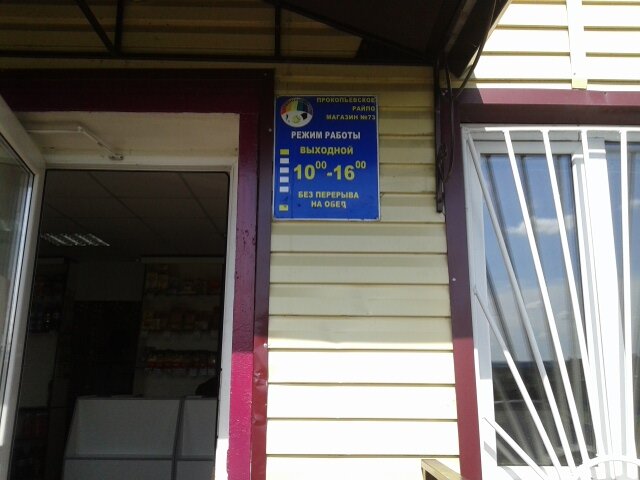 ПРОКОПЬЕВСКОЕ
РАЙПО
МАГАЗИН №73
РЕЖИМ РАБОТЫ
ВЫХОДНОЙ
10⁰⁰-16⁰⁰
БЕЗ ПЕРЕРЫВА
НА ОБЕД